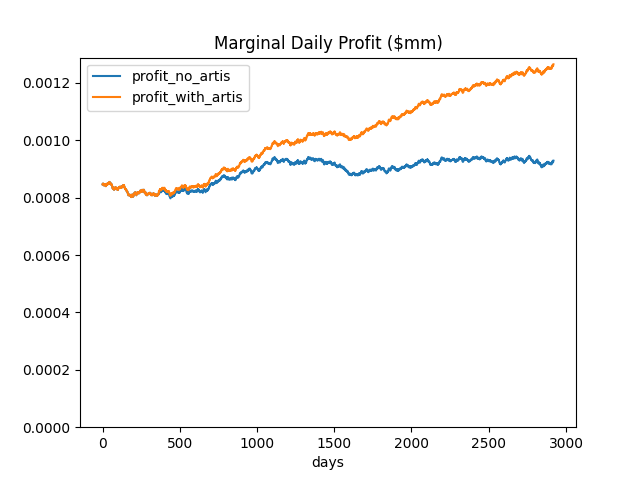 Marginal Daily Profit ($mm)
profit_no_artis
profit_with_artis
0.0012
0.0010
0.0008
0.0006
0.0004
0.0002
0.0000
0 500 1000 1500 2000 2500 3000
days